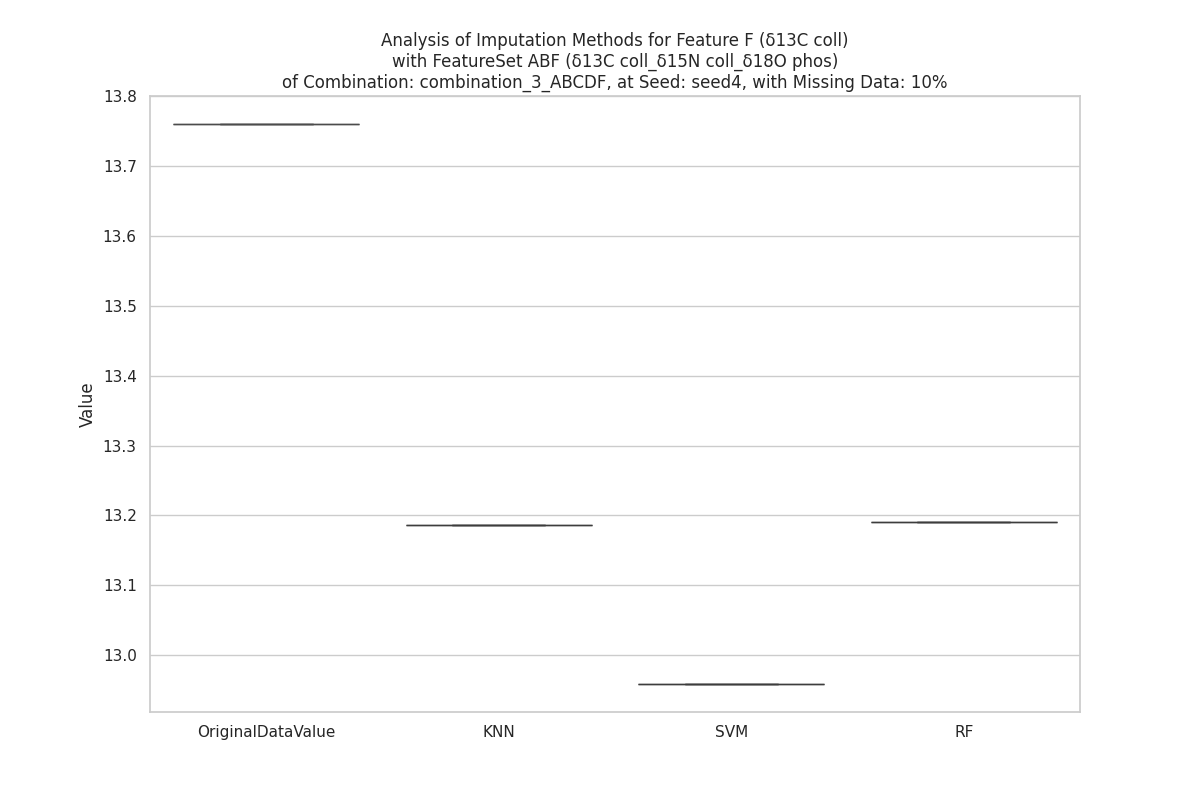 Analysis of Imputation Methods for Feature F (δ13C coll)
with FeatureSet ABF (δ13C coll_δ15N coll_δ18O phos)
of Combination: combination_3_ABCDF, at Seed: seed4, with Missing Data: 10%
13.8
13.7
13.6
13.5
13.4
13.3
13.2
13.1
13.0
Value
OriginalDataValue
KNN
SVM
RF